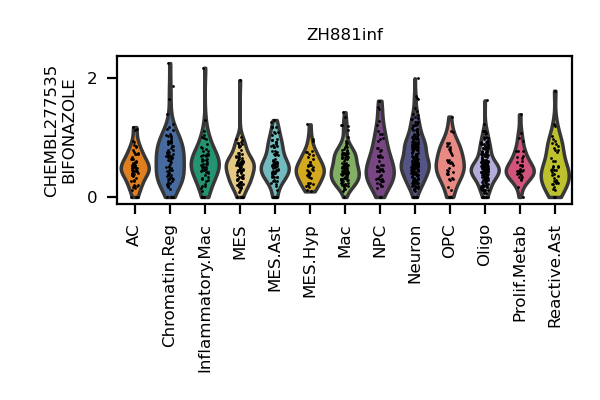 ZH881inf
CHEMBL277535
BIFONAZOLE
2
0
AC
Chromatin.Reg
Inflammatory.Mac
MES
MES.Ast
MES.Hyp
Mac
NPC
Neuron
OPC
Oligo
Prolif.Metab
Reactive.Ast